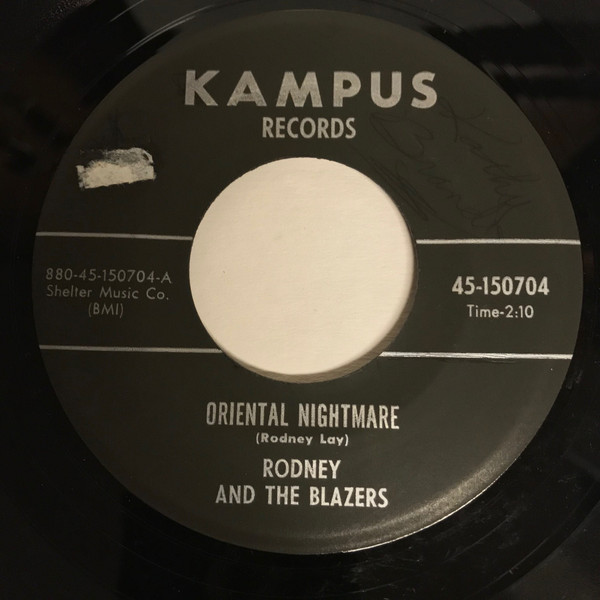 KAMPUS
RECORDS
880-45-150704-A
Shelter Music Co.
(BMI)
45-150704
Time-2:10
ORIENTAL NIGHTMARE
(Rodney Lay)
RODNEY
AND THE BLAZERS